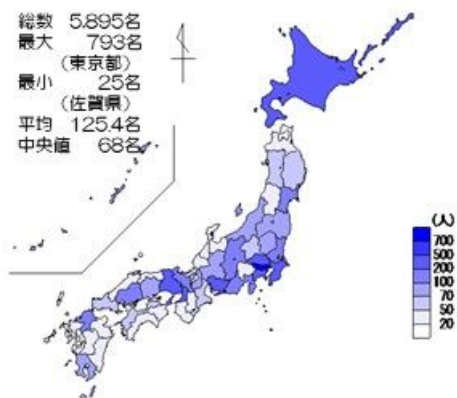 総数 5,895名
最大 793名
(東京都)
最小 25名
(佐賀県)
平均 125.4名
中央値 68名
(人)
700
500
200
100
70
50
20